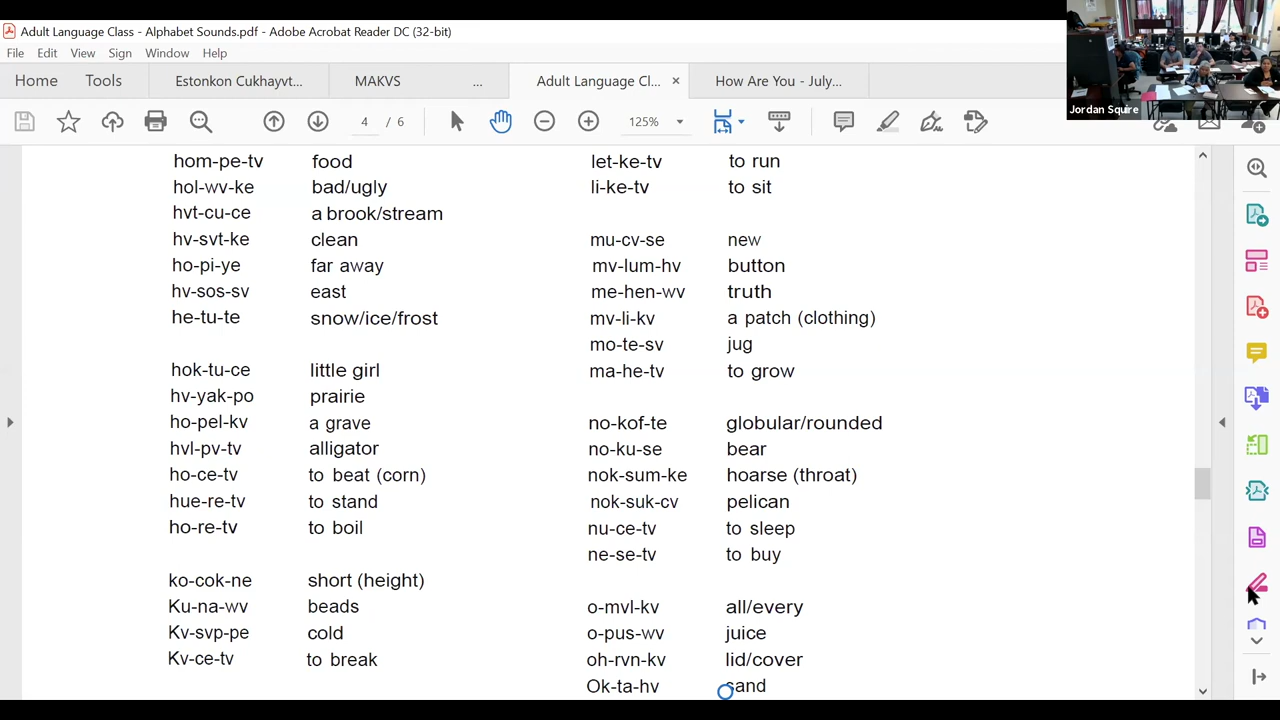 Adult Language Class - Alphabet Sounds.pdf - Adobe Acrobat Reader DC (32-bit)
File Edit View Sign Window Help
Home Tools Estonkon Cukhayvt... MAKVS ... Adult Language Cl... × How Are You - July...
4 / 6 125%
Jordan Squire
hom-pe-tv food
hol-wv-ke bad/ugly
hvt-cu-ce a brook/stream
hv-svt-ke clean
ho-pi-ye far away
hv-sos-sv east
he-tu-te snow/ice/frost
hok-tu-ce little girl
hv-yak-po prairie
ho-pel-kv a grave
hvl-pv-tv alligator
ho-ce-tv to beat (corn)
hue-re-tv to stand
ho-re-tv to boil
ko-cok-ne short (height)
Ku-na-wv beads
Kv-svp-pe cold
Kv-ce-tv to break
let-ke-tv to run
li-ke-tv to sit
mu-cv-se new
mv-lum-hv button
me-hen-wv truth
mv-li-kv a patch (clothing)
mo-te-sv jug
ma-he-tv to grow
no-kof-te globular/rounded
no-ku-se bear
nok-sum-ke hoarse (throat)
nok-suk-cv pelican
nu-ce-tv to sleep
ne-se-tv to buy
o-mvl-kv all/every
o-pus-wv juice
oh-rvn-kv lid/cover
Ok-ta-hv sand